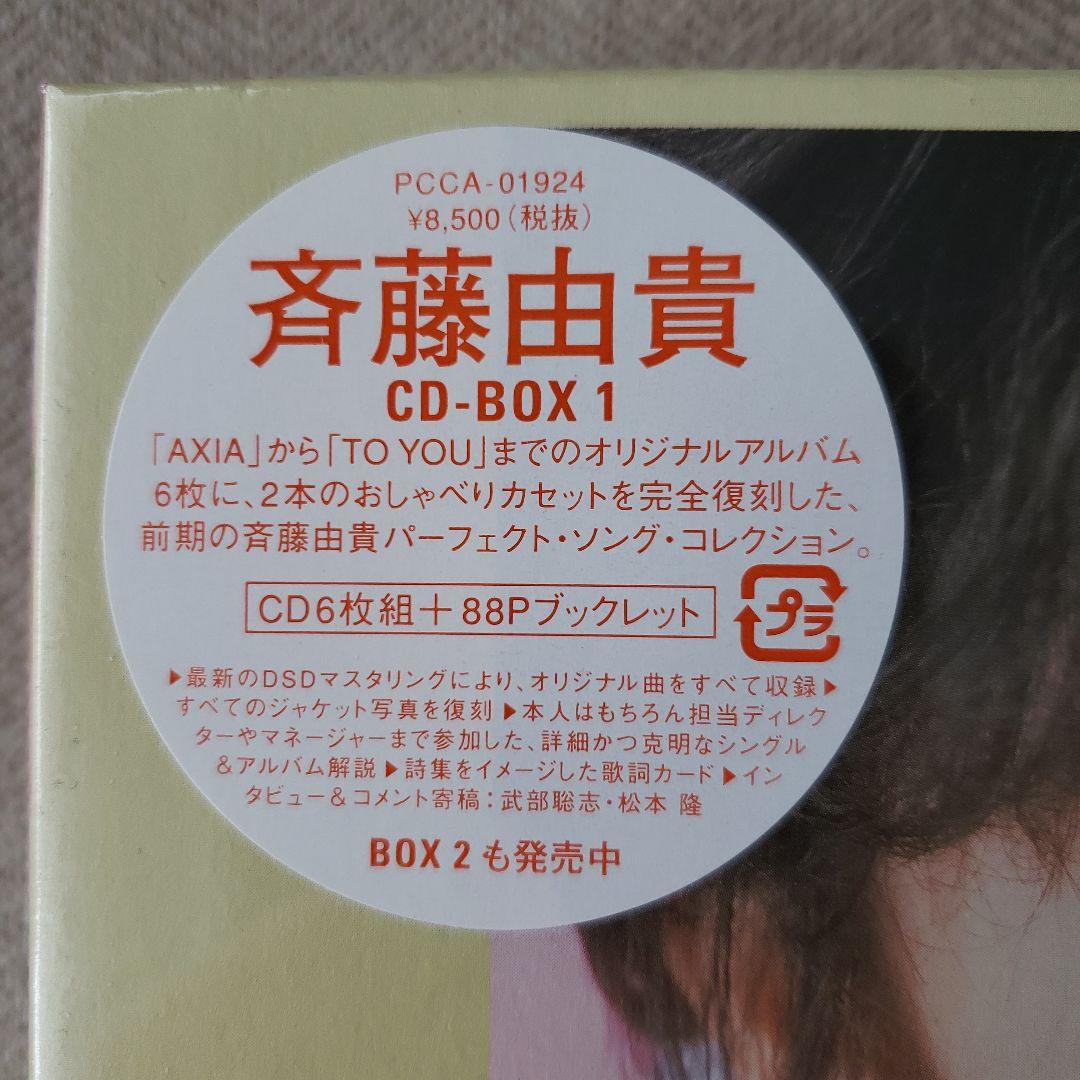 PCCA-01924
¥8,500（税抜）
斉藤由貴
CD-BOX 1
「AXIA」から「TO YOU」までのオリジナルアルバム
6枚に、2本のおしゃべりカセットを完全復刻した、
前期の斉藤由貴パーフェクト・ソング・コレクション。
CD6枚組＋88Pブックレット
プラ
▶最新のDSDマスタリングにより、オリジナル曲をすべて収録▶
すべてのジャケット写真を復刻▶本人はもちろん担当ディレク
ターやマネージャーまで参加した、詳細かつ克明なシングル
＆アルバム解説▶詩集をイメージした歌詞カード▶イン
タビュー＆コメント寄稿：武部聡志・松本 隆
BOX 2 も発売中